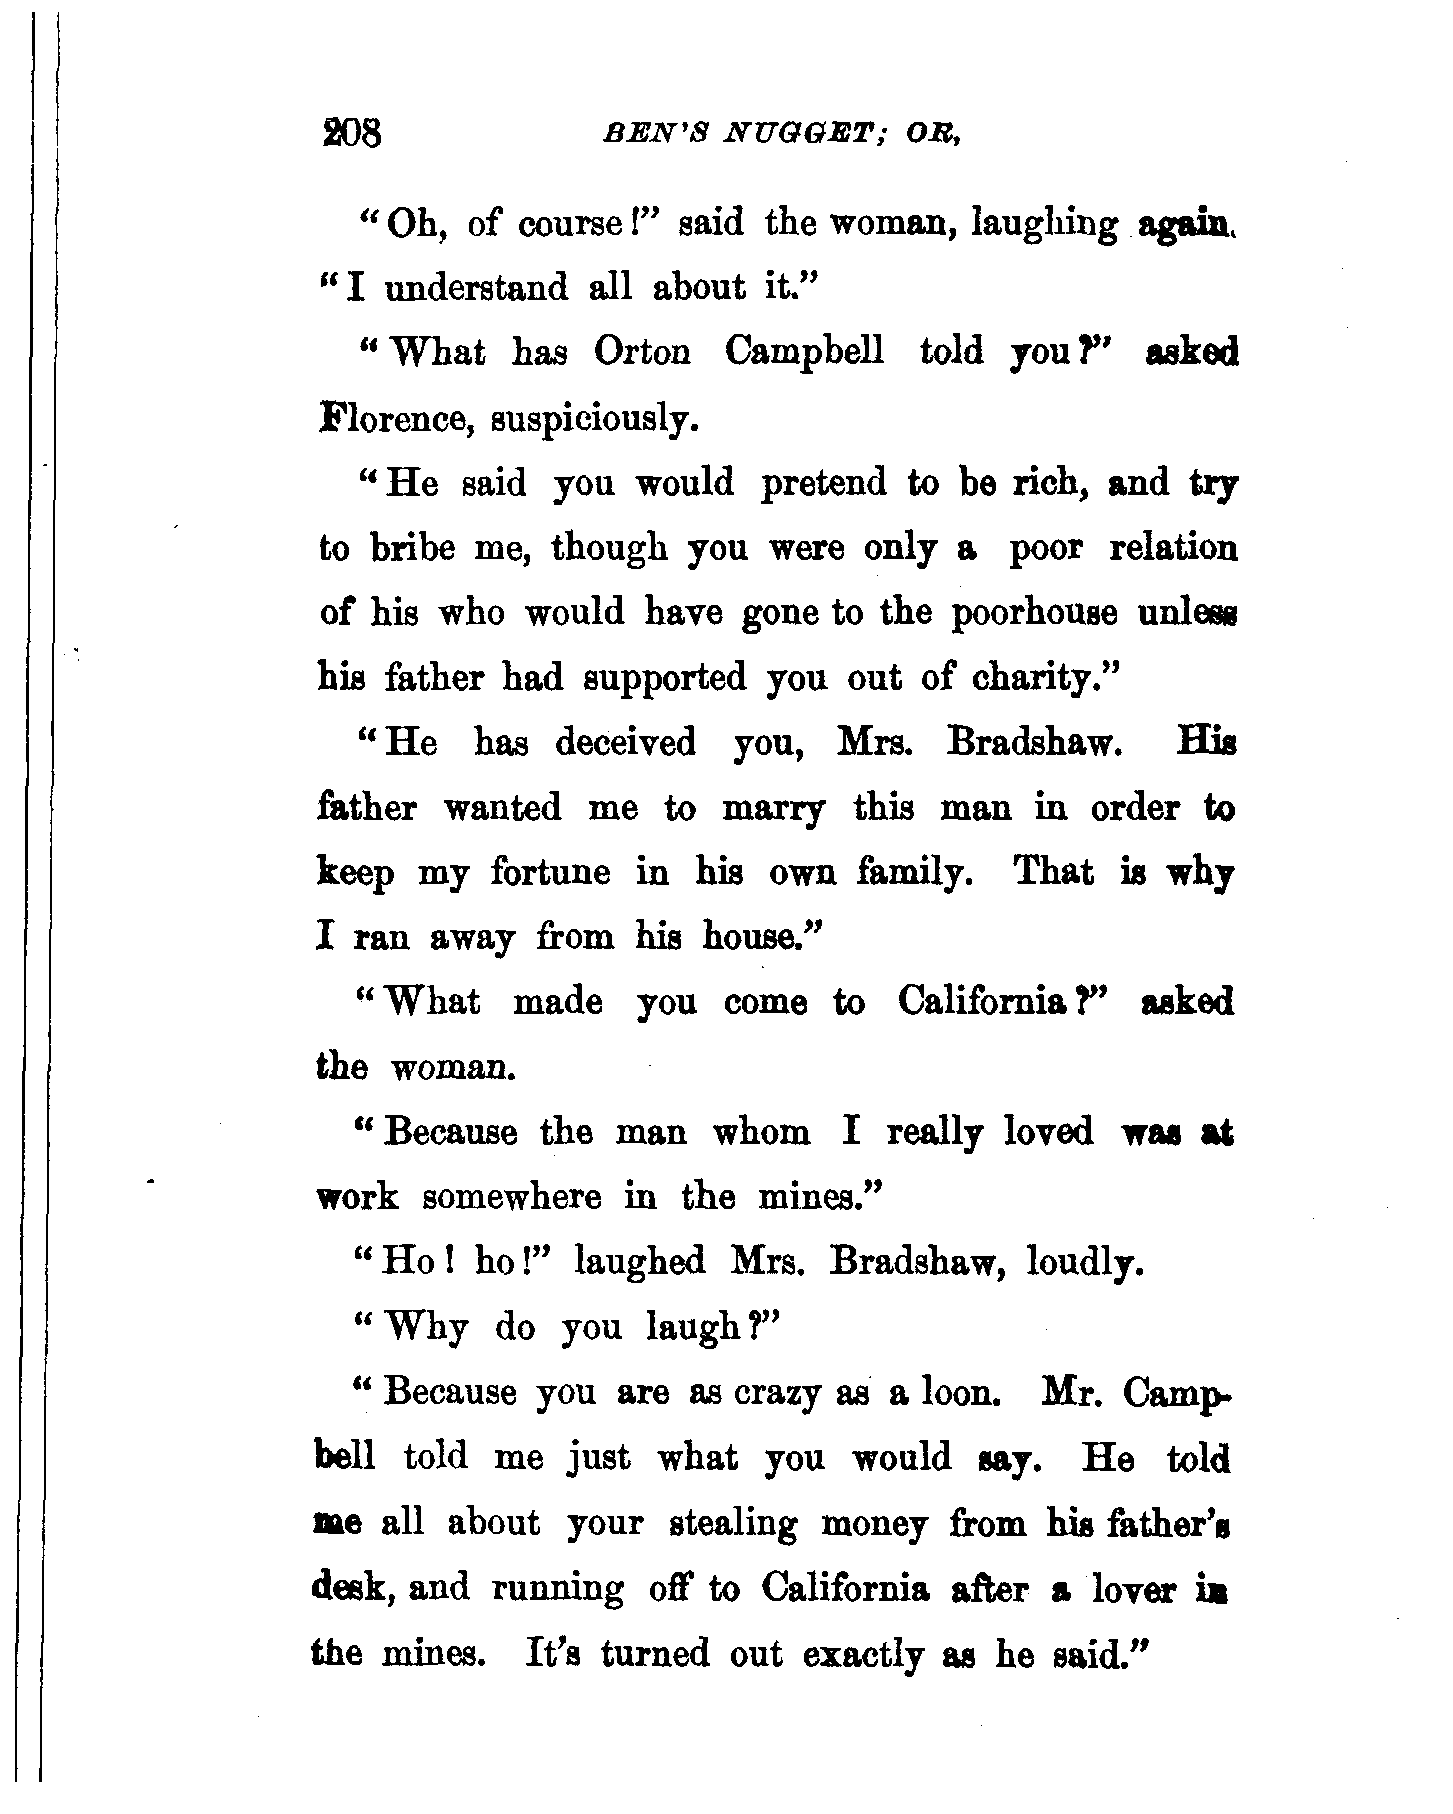 208 BEN'S NUGGET; OR,
"Oh, of course!" said the woman, laughing again.
"I understand all about it."
"What has Orton Campbell told you?" asked
Florence, suspiciously.
"He said you would pretend to be rich, and try
to bribe me, though you were only a poor relation
of his who would have gone to the poorhouse unless
his father had supported you out of charity."
"He has deceived you, Mrs. Bradshaw. His
father wanted me to marry this man in order to
keep my fortune in his own family. That is why
I ran away from his house."
"What made you come to California?" asked
the woman.
"Because the man whom I really loved was at
work somewhere in the mines."
"Ho! ho!" laughed Mrs. Bradshaw, loudly.
"Why do you laugh?"
"Because you are as crazy as a loon. Mr. Camp-
bell told me just what you would say. He told
me all about your stealing money from his father's
desk, and running off to California after a lover in
the mines. It's turned out exactly as he said."